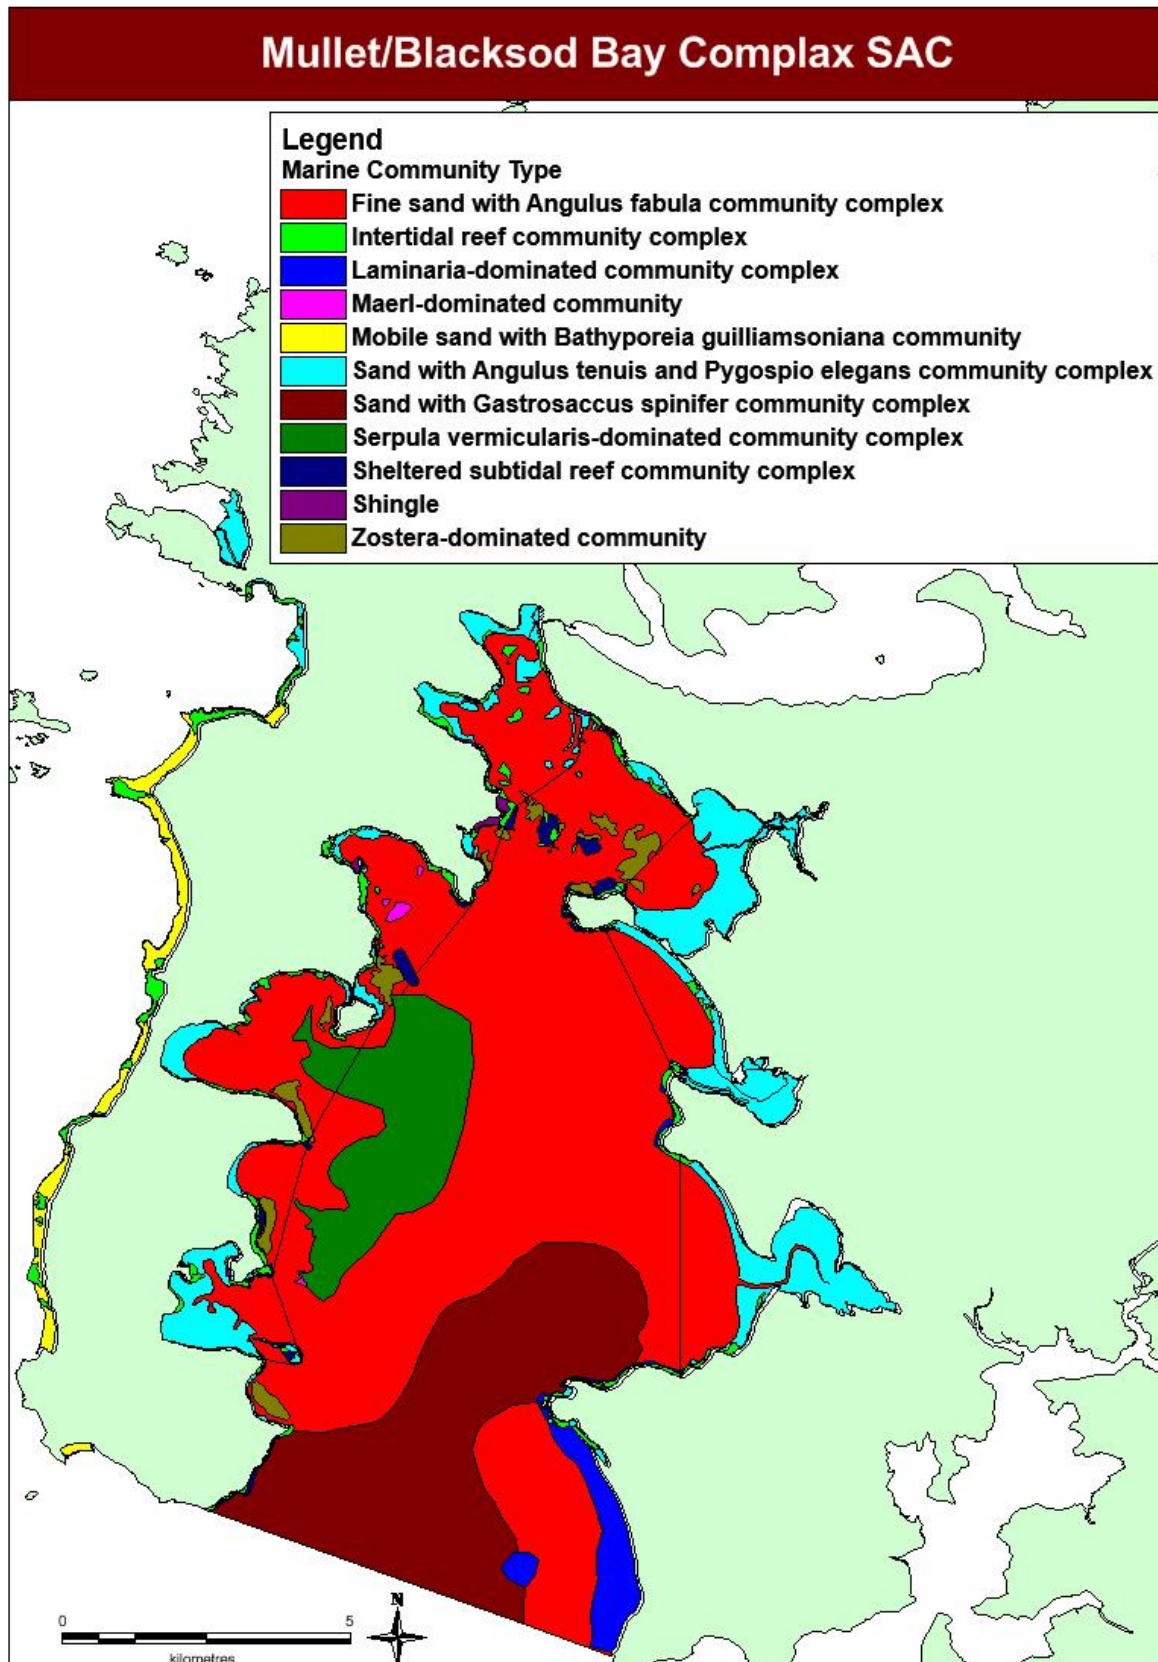 Mullet/Blacksod Bay Complax SAC
Legend
Marine Community Type
Fine sand with Angulus fabula community complex
Intertidal reef community complex
Laminaria-dominated community complex
Maerl-dominated community
Mobile sand with Bathyporeia guilliamsoniana community
Sand with Angulus tenuis and Pygospio elegans community complex
Sand with Gastrosaccus spinifer community complex
Serpula vermicularis-dominated community complex
Sheltered subtidal reef community complex
Shingle
Zostera-dominated community
N
0 5
kilometres